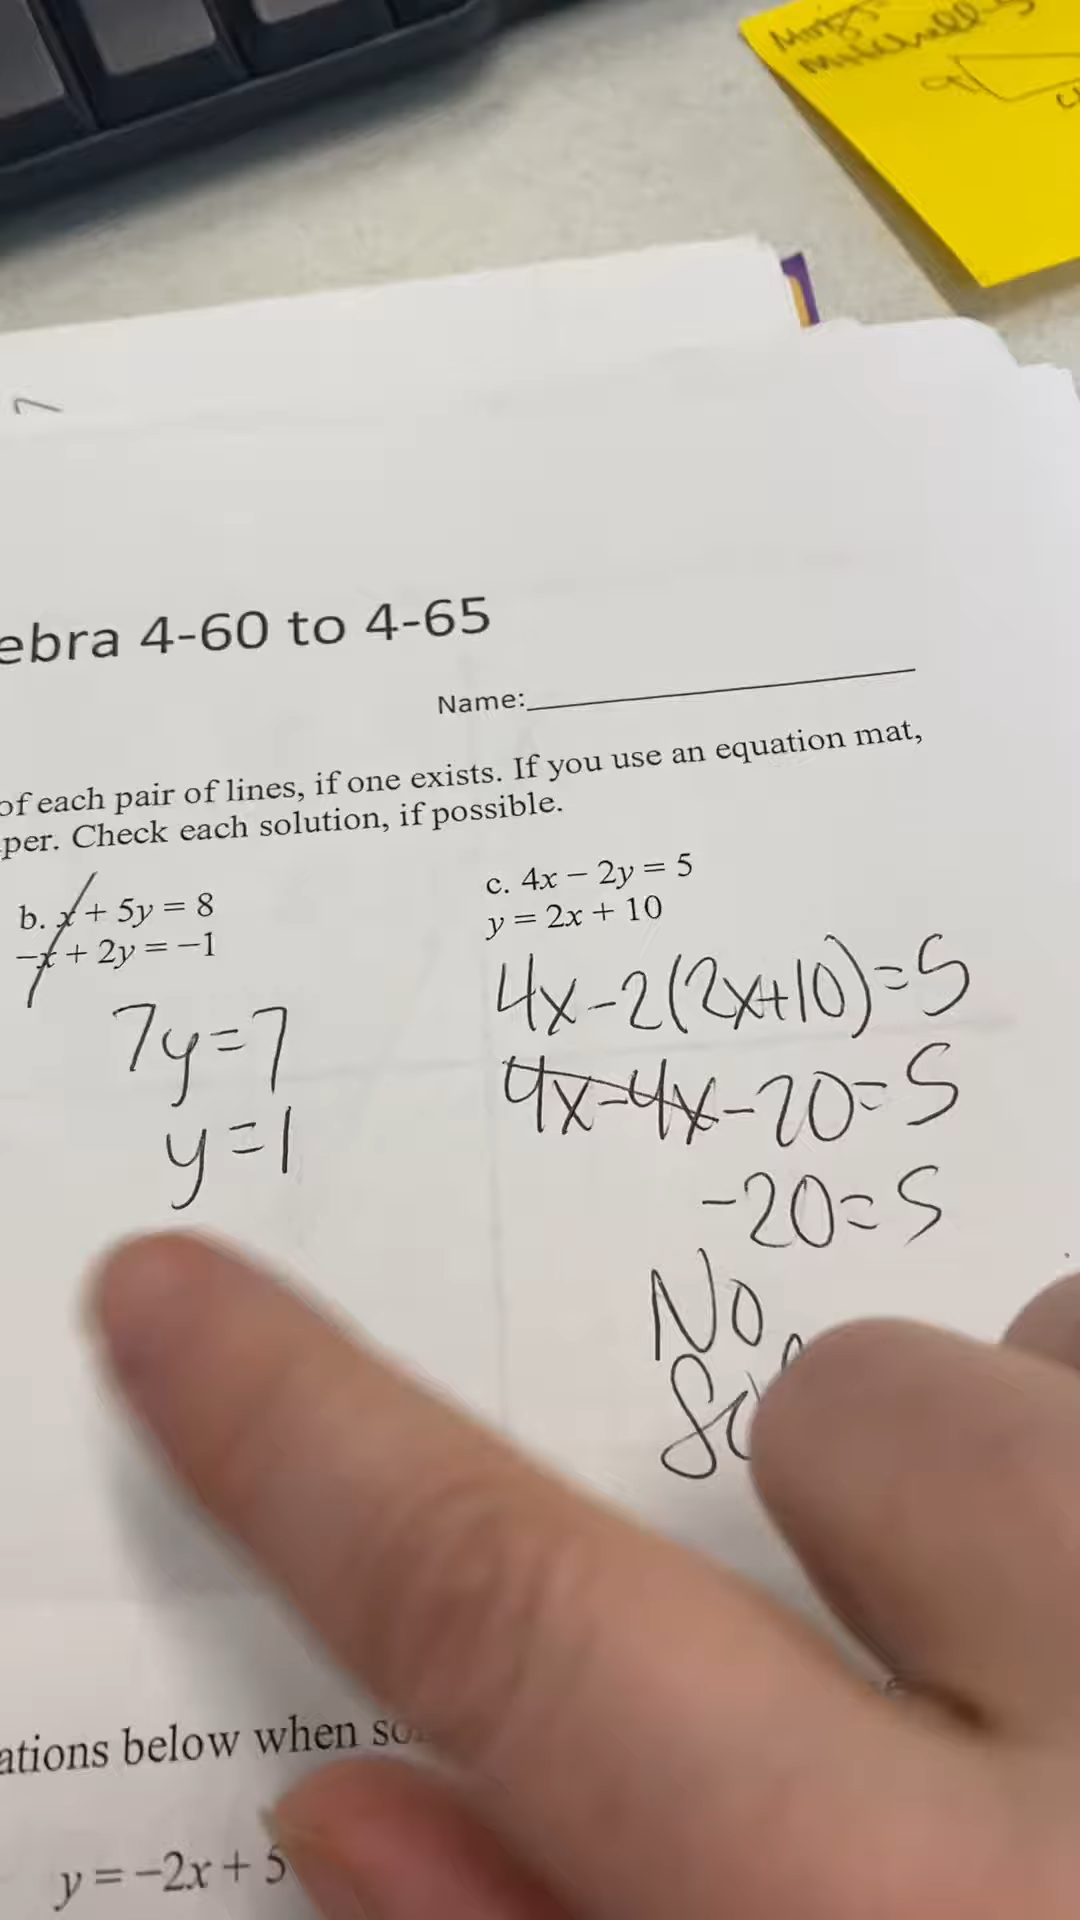 Mitchell-S
ebra 4-60 to 4-65
Name:
of each pair of lines, if one exists. If you use an equation mat,
per. Check each solution, if possible.
b. x + 5y = 8
-x + 2y = -1
7y=7
y=1
c. 4x - 2y = 5
y = 2x + 10
4x-2(2x+10)=5
4x-4x-20=5
-20=5
No
ations below when
y = -2x + 5